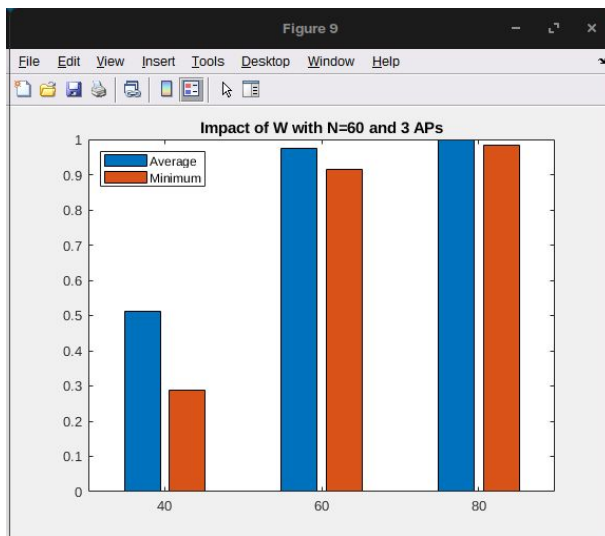 Figure 9
File Edit View Insert Tools Desktop Window Help
Impact of W with N=60 and 3 APs
1
0.9
0.8
0.7
0.6
0.5
0.4
0.3
0.2
0.1
0
Average
Minimum
40 60 80